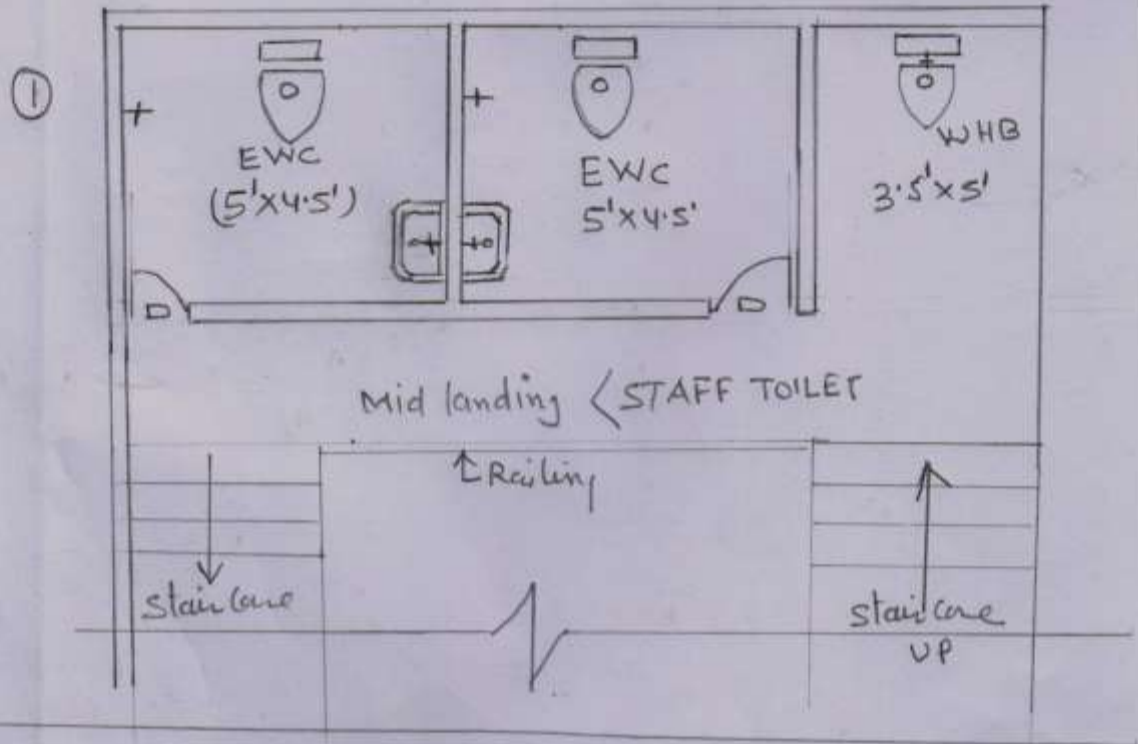 1
EWC
(5'X4.5')
EWC
5'X4.5'
WHB
3.5'X5'
D
D
Mid landing < STAFF TOILET
Railing
Staircase
Staircase
UP